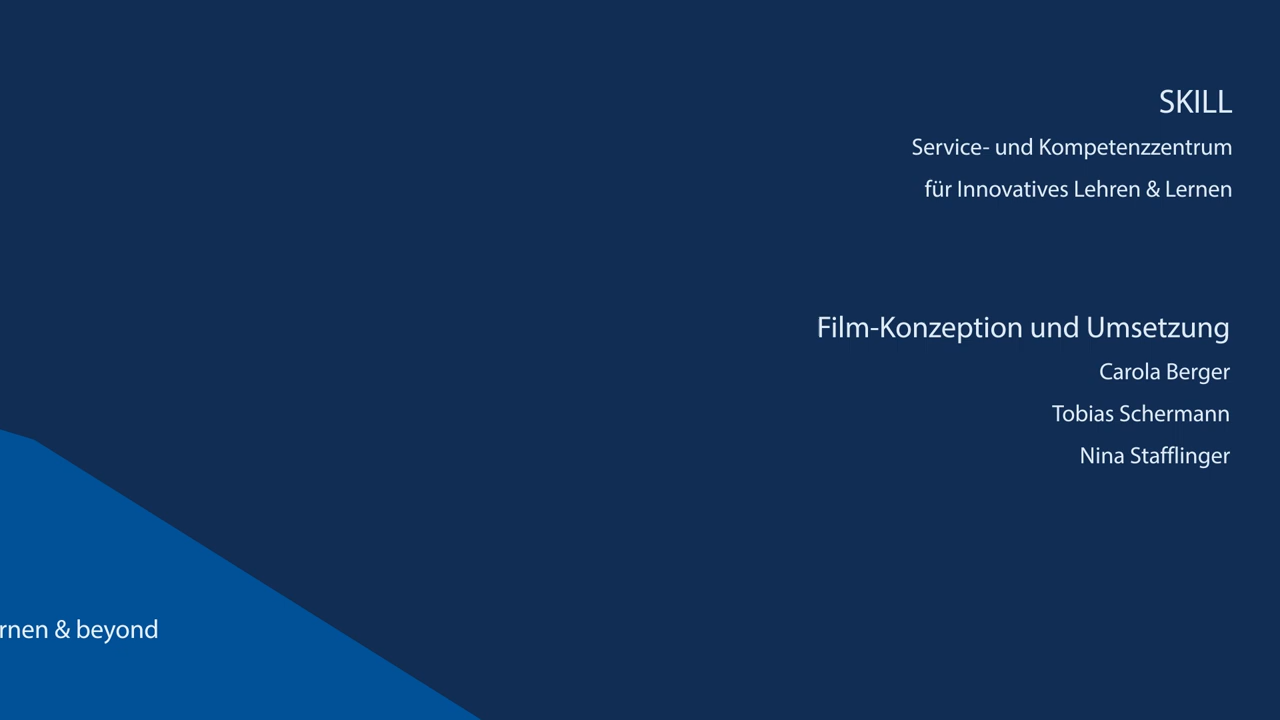 SKILL
Service- und Kompetenzzentrum
für Innovatives Lehren & Lernen
Film-Konzeption und Umsetzung
Carola Berger
Tobias Schermann
Nina Stafflinger
rnen & beyond